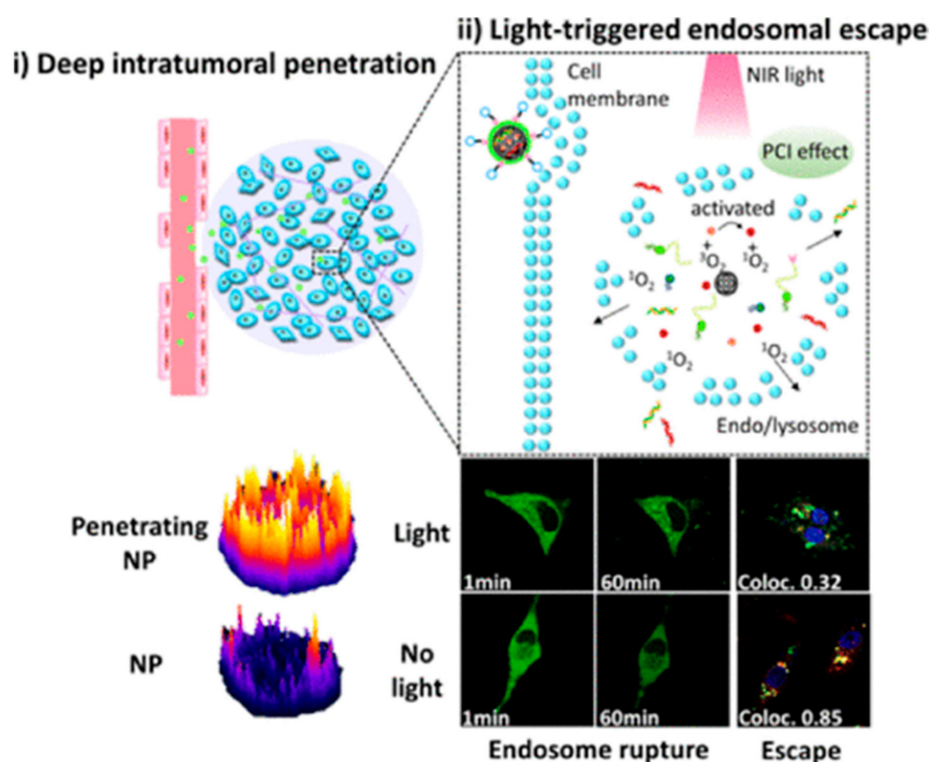 i) Deep intratumoral penetration
ii) Light-triggered endosomal escape
Cell
membrane
NIR light
PCI effect
activated
+
+
³O₂
¹O₂
¹O₂
¹O₂
¹O₂
Endo/lysosome
Penetrating
NP
NP
Light
1min
60min
Coloc. 0.32
No
light
1min
60min
Coloc. 0.85
Endosome rupture
Escape